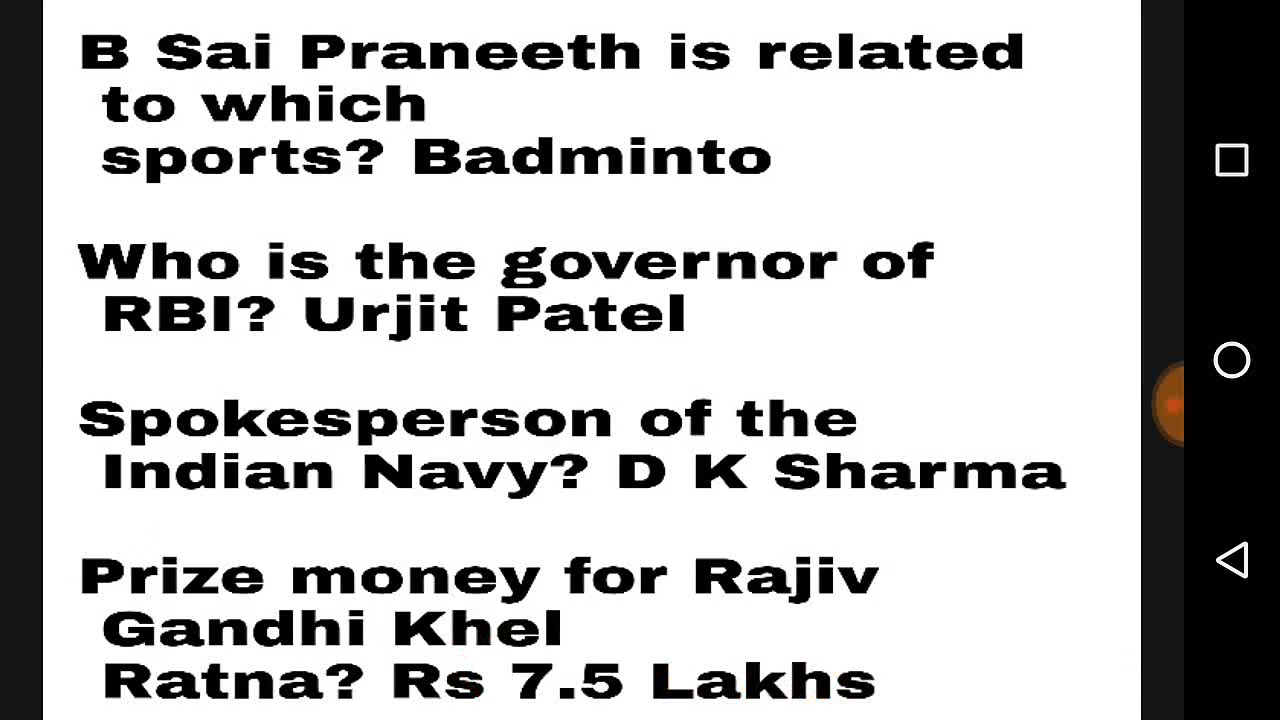 B Sai Praneeth is related
to which
sports? Badminto
Who is the governor of
RBI? Urjit Patel
Spokesperson of the
Indian Navy? D K Sharma
Prize money for Rajiv
Gandhi Khel
Ratna? Rs 7.5 Lakhs